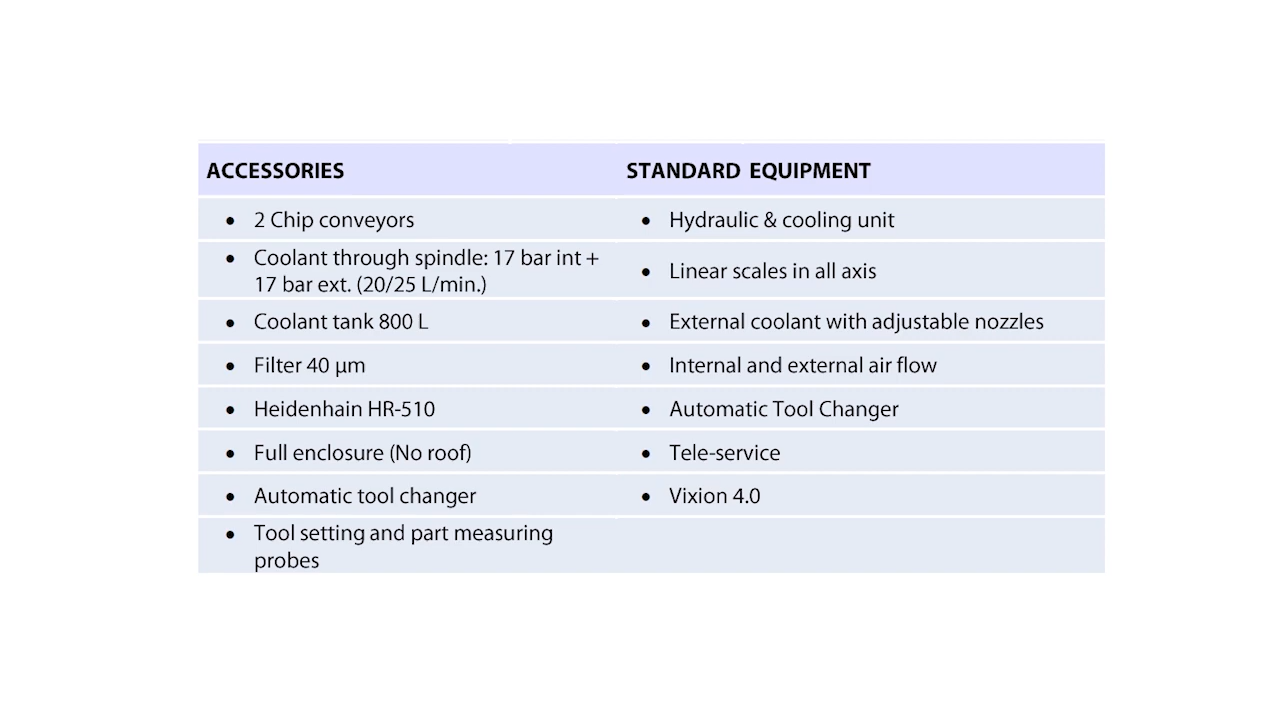 ACCESSORIES STANDARD EQUIPMENT
• 2 Chip conveyors • Hydraulic & cooling unit
• Coolant through spindle: 17 bar int +
17 bar ext. (20/25 L/min.) • Linear scales in all axis
• Coolant tank 800 L • External coolant with adjustable nozzles
• Filter 40 µm • Internal and external air flow
• Heidenhain HR-510 • Automatic Tool Changer
• Full enclosure (No roof) • Tele-service
• Automatic tool changer • Vixion 4.0
• Tool setting and part measuring
probes